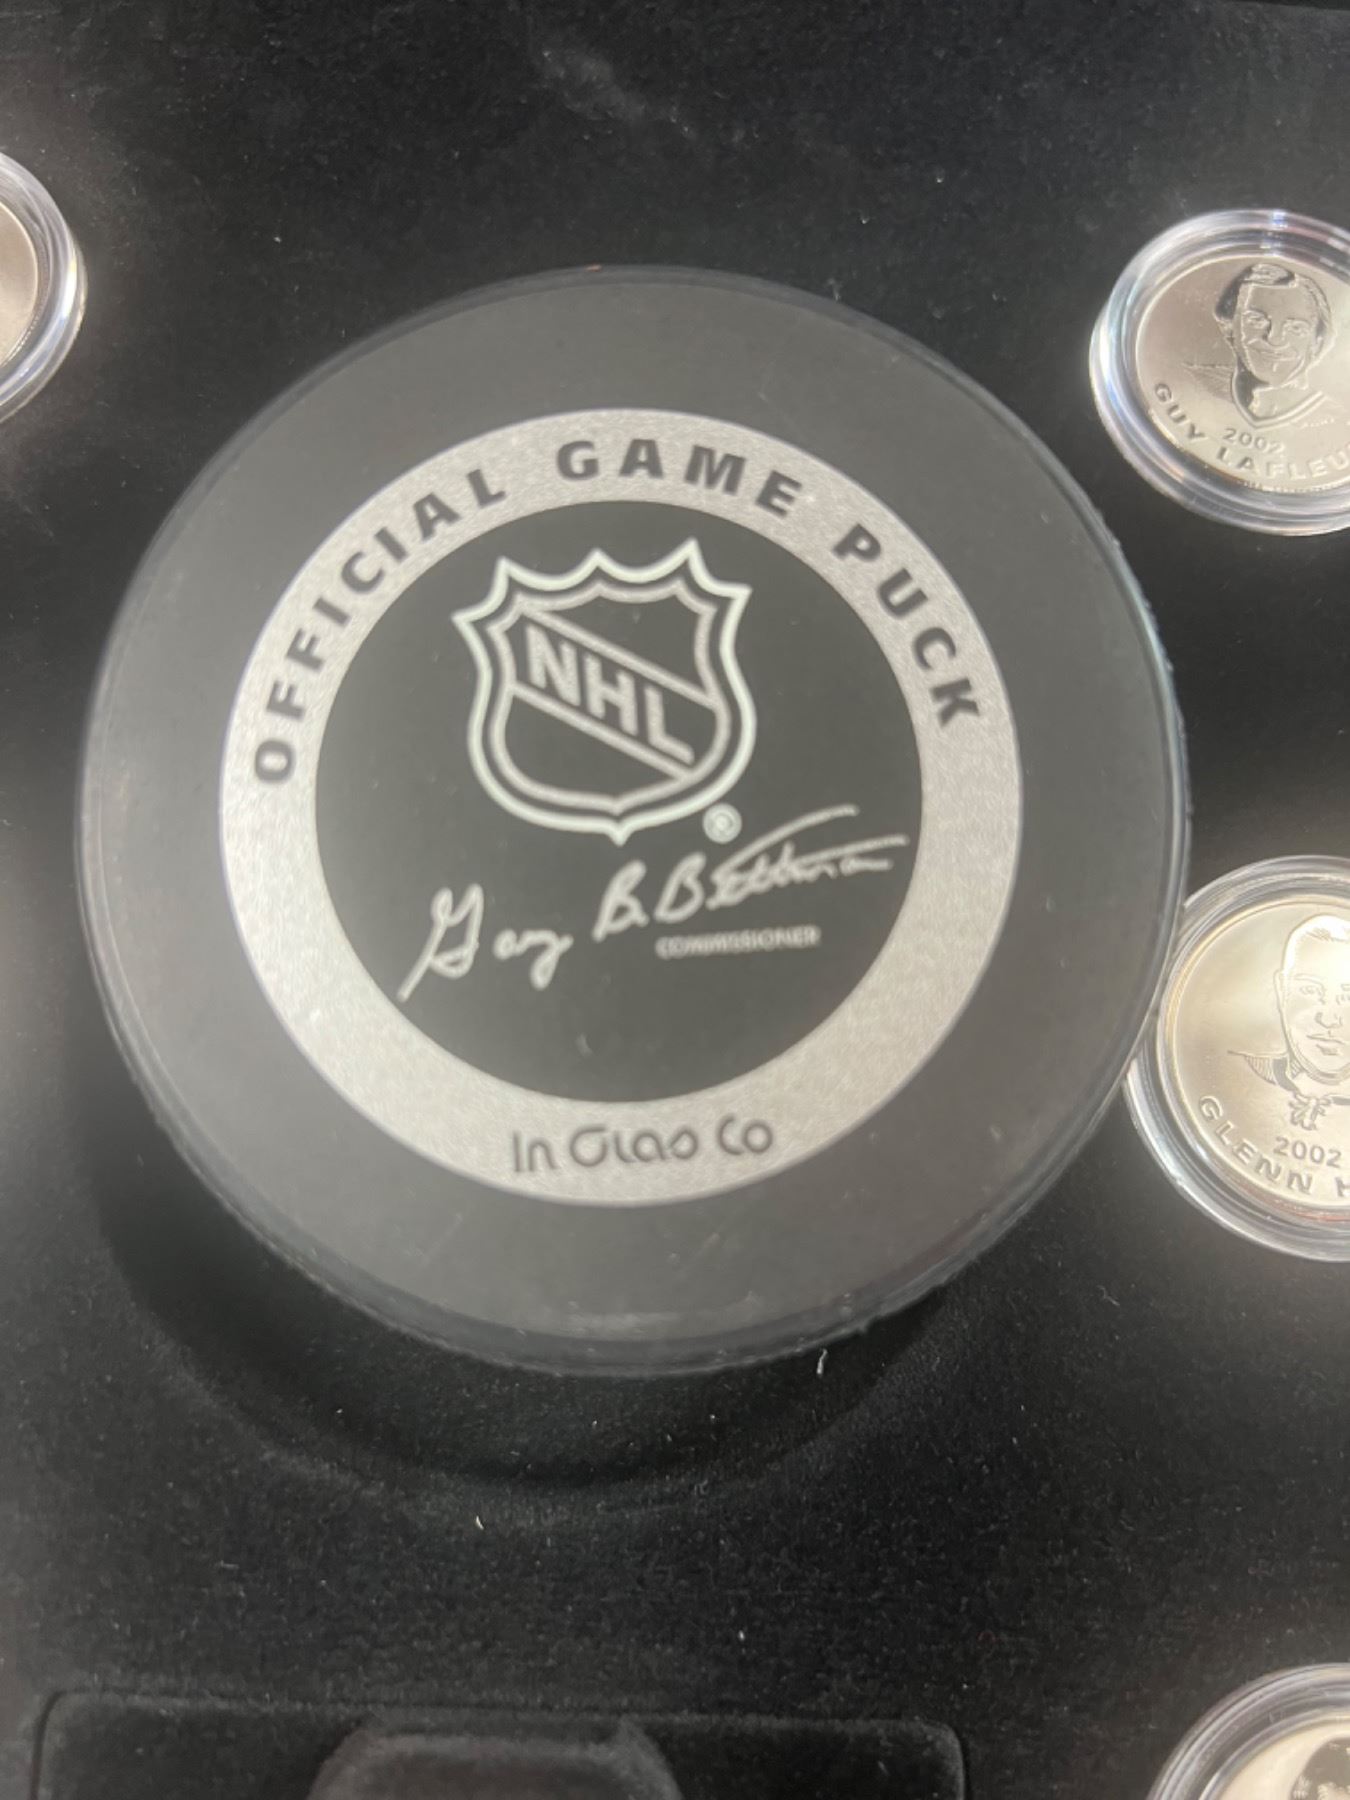 OFFICIAL GAME PUCK
NHL
®
Gary B. Bettman
COMMISSIONER
In Glas Co
2002
GUY LAFLEU
2002
GLENN H